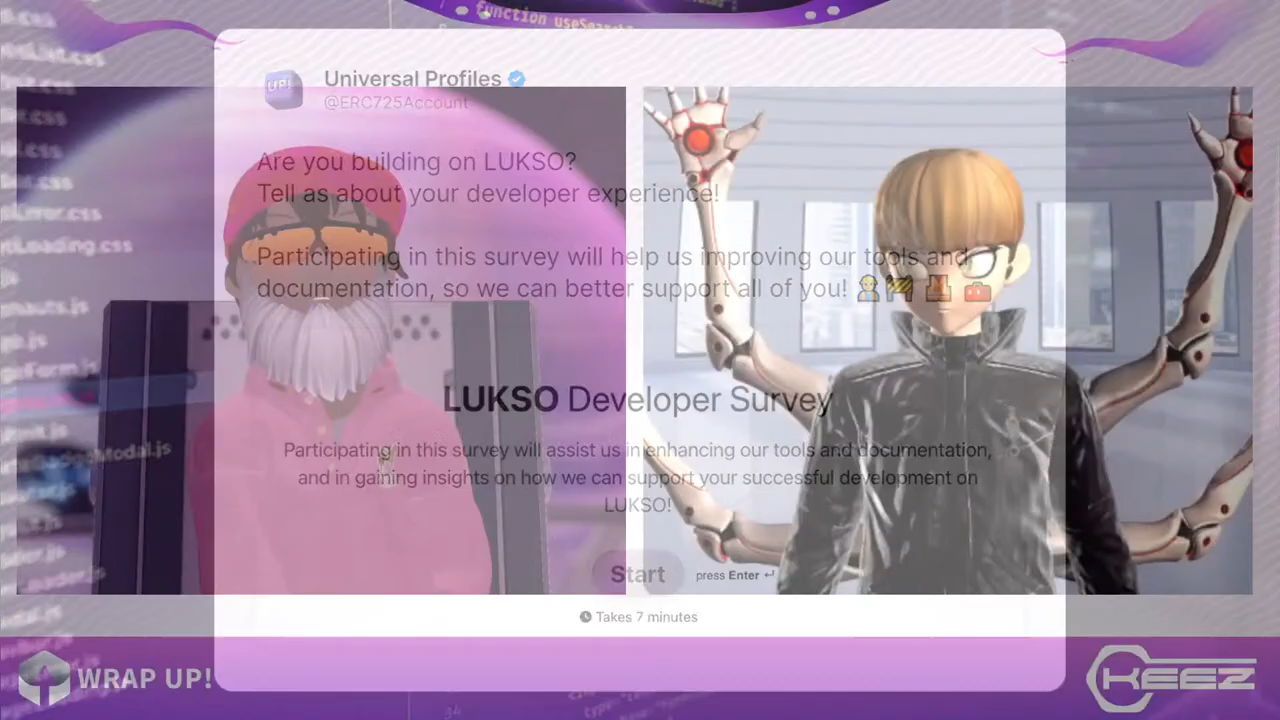 function useSearch
Universal Profiles
@ERC725Account
Are you building on LUKSO?
Tell as about your developer experience!
Participating in this survey will help us improving our tools and
documentation, so we can better support all of you!
LUKSO Developer Survey
Participating in this survey will assist us in enhancing our tools and documentation,
and in gaining insights on how we can support your successful development on
LUKSO!
Start
press Enter ↵
Takes 7 minutes
WRAP UP!
KEEZ
34